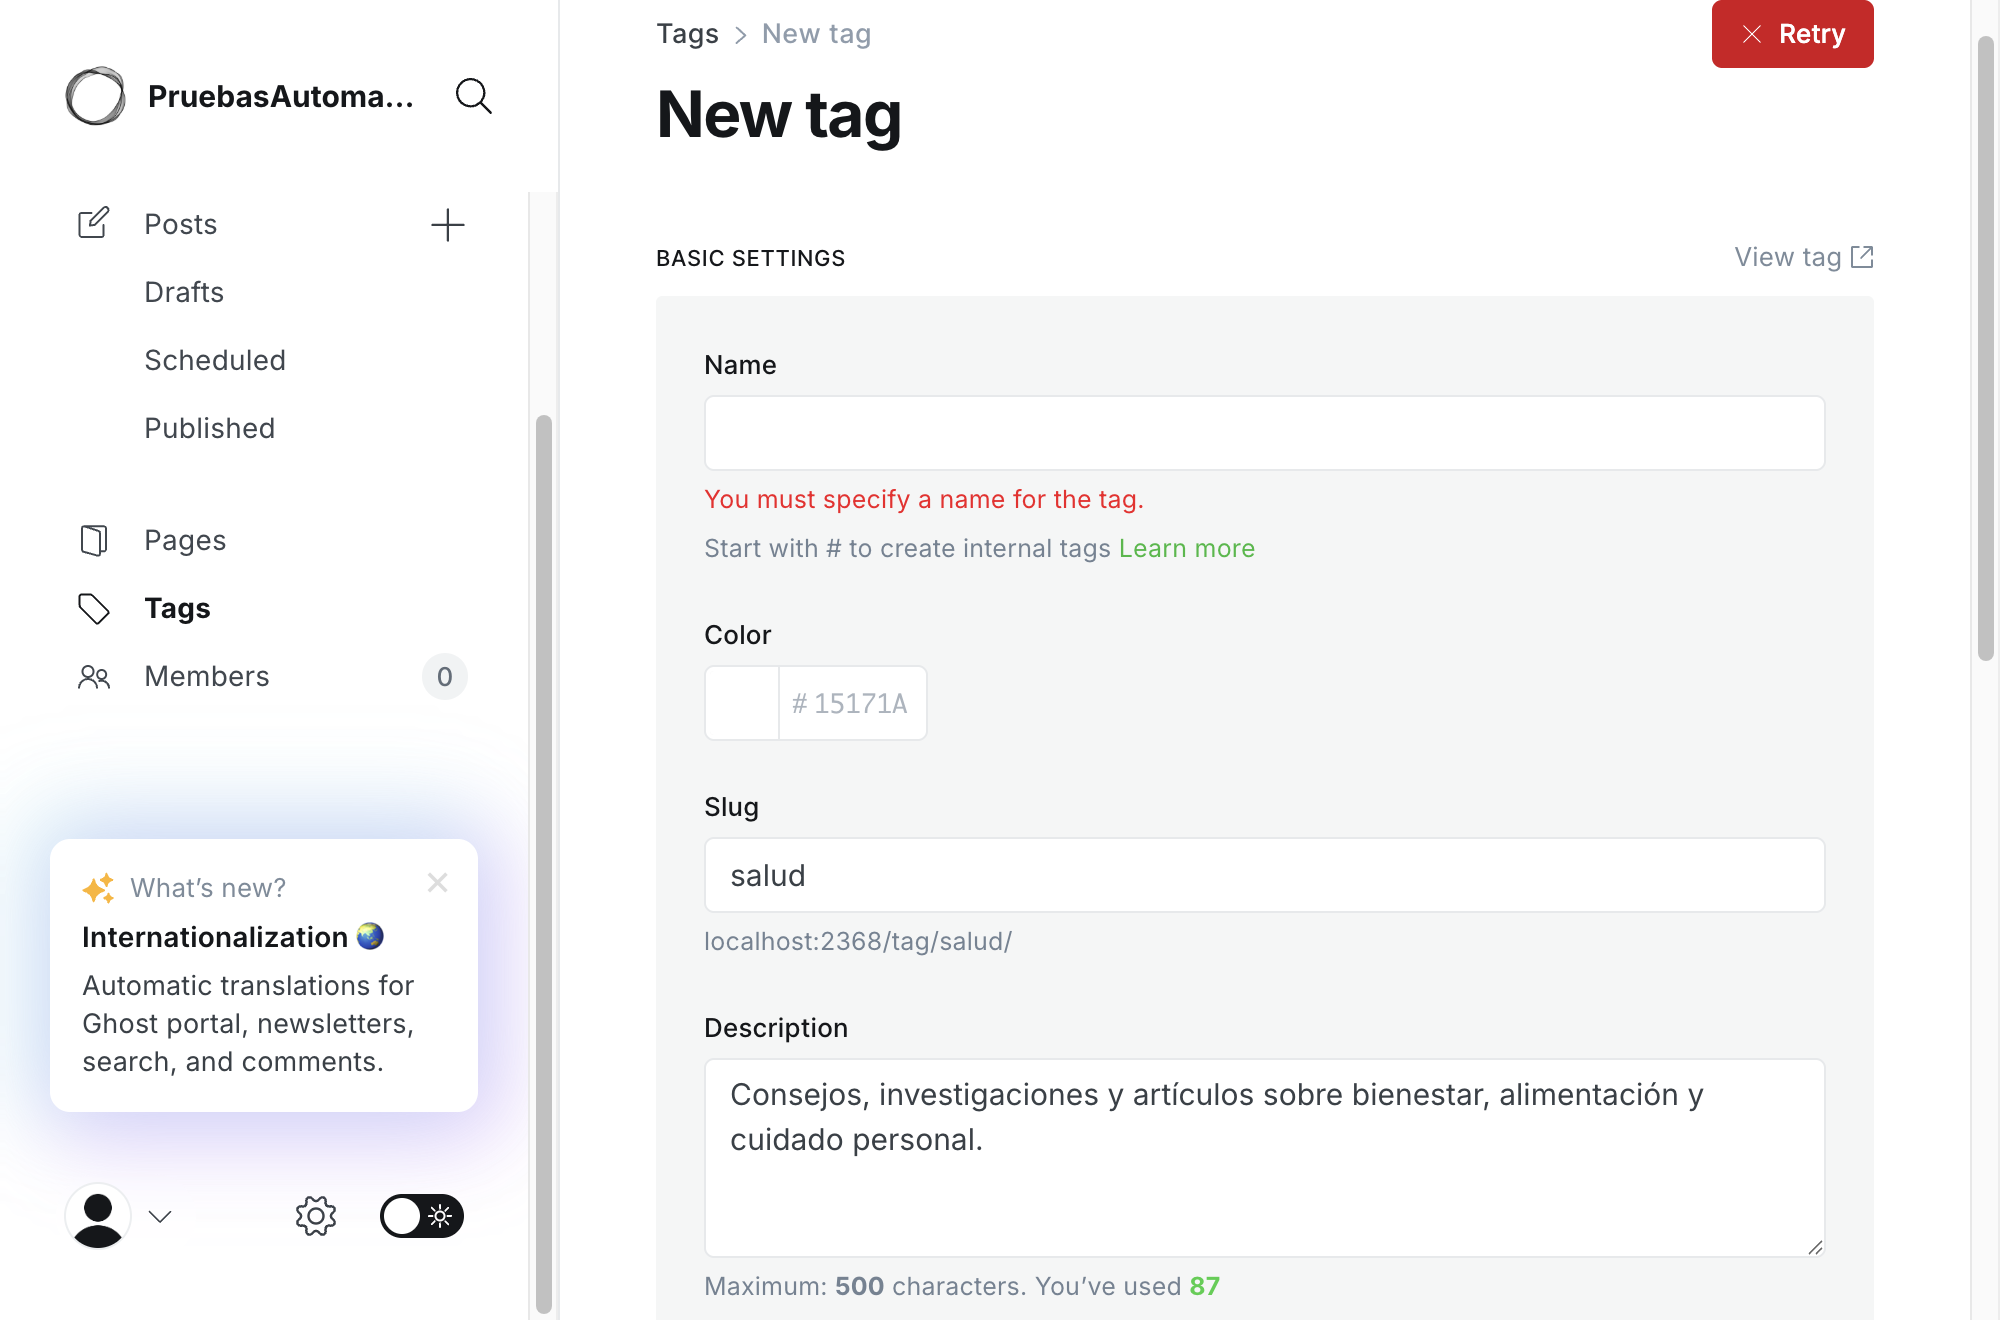 PruebasAutoma...
Posts
Drafts
Scheduled
Published
Pages
Tags
Members
0
What’s new?
Internationalization 🌏
Automatic translations for
Ghost portal, newsletters,
search, and comments.
Tags > New tag
Retry
New tag
BASIC SETTINGS
View tag
Name
You must specify a name for the tag.
Start with # to create internal tags Learn more
Color
# 15171A
Slug
salud
localhost:2368/tag/salud/
Description
Consejos, investigaciones y artículos sobre bienestar, alimentación y
cuidado personal.
Maximum: 500 characters. You’ve used 87